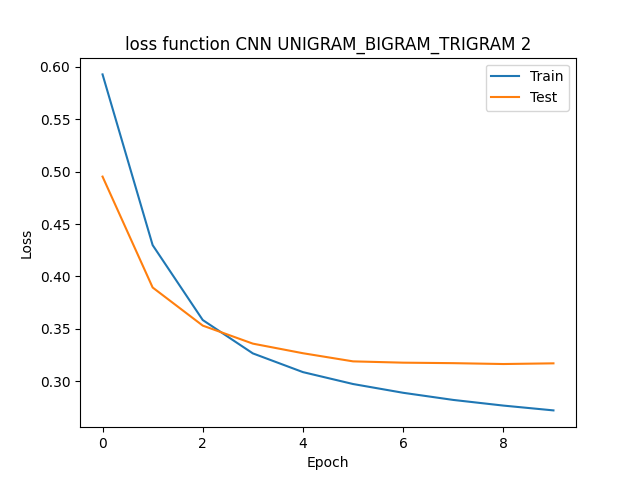 loss function CNN UNIGRAM_BIGRAM_TRIGRAM 2
Train
Test
0.60
0.55
0.50
0.45
0.40
0.35
0.30
Loss
0
2
4
6
8
Epoch